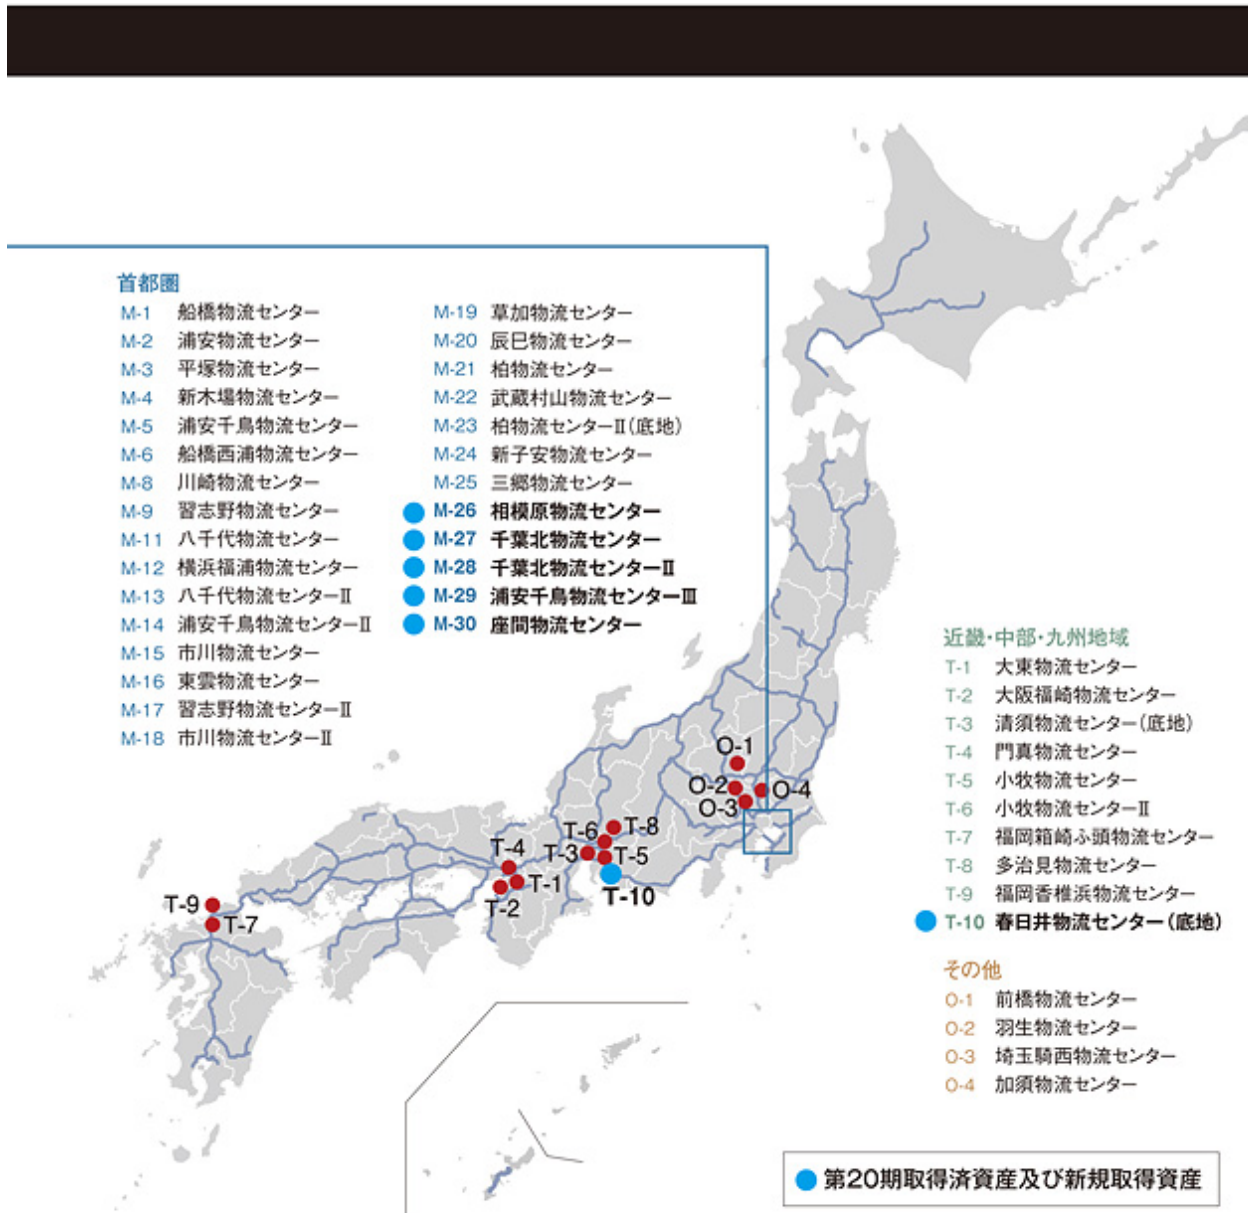 首都圏
M-1 船橋物流センター
M-2 浦安物流センター
M-3 平塚物流センター
M-4 新木場物流センター
M-5 浦安千鳥物流センター
M-6 船橋西浦物流センター
M-8 川崎物流センター
M-9 習志野物流センター
M-11 八千代物流センター
M-12 横浜福浦物流センター
M-13 八千代物流センターⅡ
M-14 浦安千鳥物流センターⅡ
M-15 市川物流センター
M-16 東雲物流センター
M-17 習志野物流センターⅡ
M-18 市川物流センターⅡ
M-19 草加物流センター
M-20 辰巳物流センター
M-21 柏物流センター
M-22 武蔵村山物流センター
M-23 柏物流センターⅡ(底地)
M-24 新子安物流センター
M-25 三郷物流センター
M-26 相模原物流センター
M-27 千葉北物流センター
M-28 千葉北物流センターⅡ
M-29 浦安千鳥物流センターⅢ
M-30 座間物流センター
近畿・中部・九州地域
T-1 大東物流センター
T-2 大阪福崎物流センター
T-3 清須物流センター(底地)
T-4 門真物流センター
T-5 小牧物流センター
T-6 小牧物流センターⅡ
T-7 福岡箱崎ふ頭物流センター
T-8 多治見物流センター
T-9 福岡香椎浜物流センター
T-10 春日井物流センター(底地)
その他
O-1 前橋物流センター
O-2 羽生物流センター
O-3 埼玉騎西物流センター
O-4 加須物流センター
O-1
O-2
O-4
O-3
T-6
T-8
T-3
T-5
T-10
T-4
T-1
T-2
T-9
T-7
第20期取得済資産及び新規取得資産